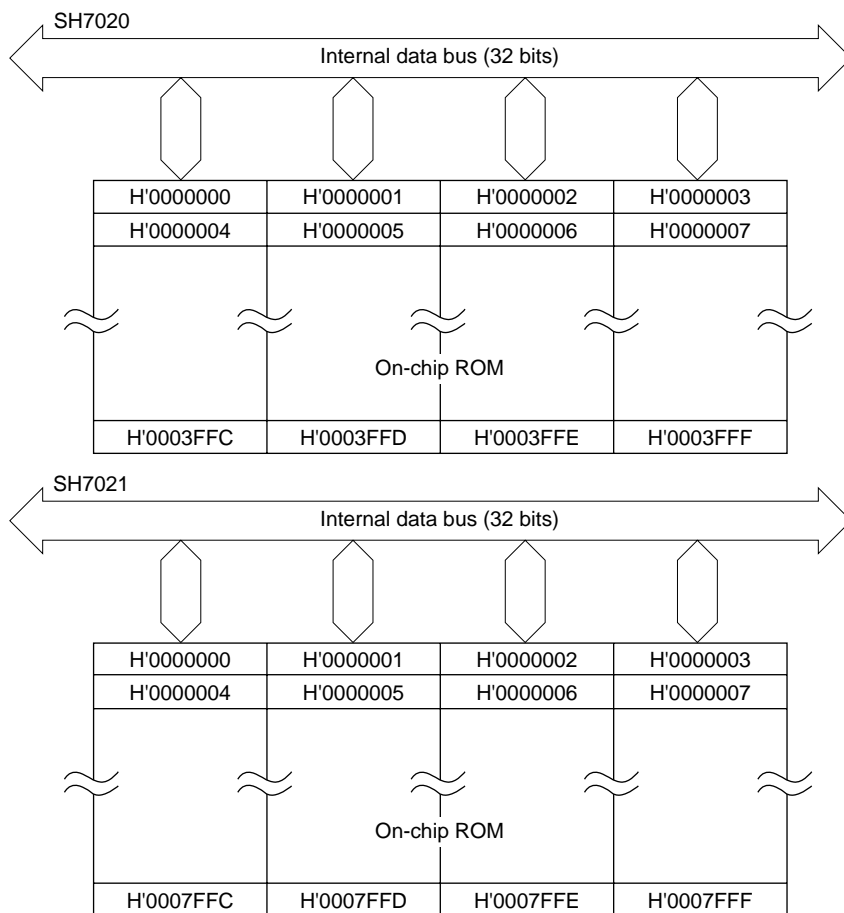 SH7020
Internal data bus (32 bits)
H'0000000 H'0000001 H'0000002 H'0000003
H'0000004 H'0000005 H'0000006 H'0000007
On-chip ROM
H'0003FFC H'0003FFD H'0003FFE H'0003FFF
SH7021
Internal data bus (32 bits)
H'0000000 H'0000001 H'0000002 H'0000003
H'0000004 H'0000005 H'0000006 H'0000007
On-chip ROM
H'0007FFC H'0007FFD H'0007FFE H'0007FFF